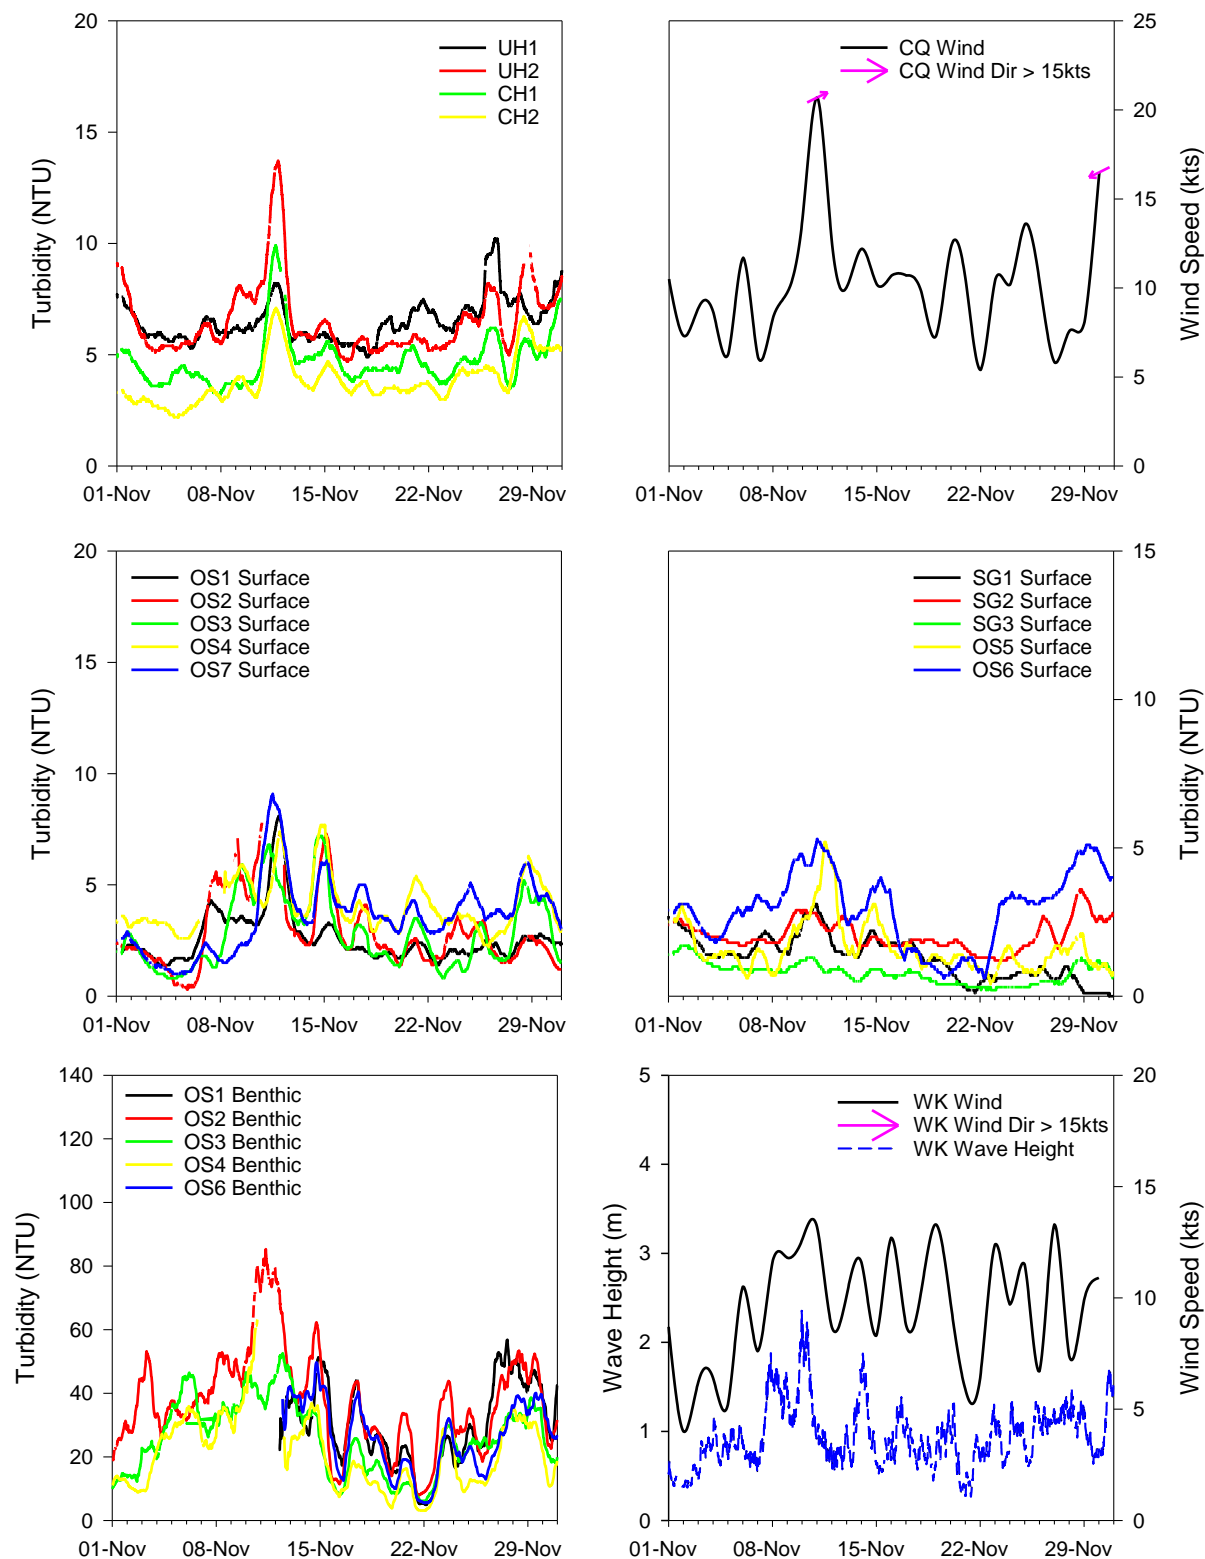 20
15
10
5
0
Turbidity (NTU)
UH1
UH2
CH1
CH2
01-Nov 08-Nov 15-Nov 22-Nov 29-Nov
CQ Wind
CQ Wind Dir > 15kts
25
20
15
10
5
0
Wind Speed (kts)
01-Nov 08-Nov 15-Nov 22-Nov 29-Nov
20
15
10
5
0
Turbidity (NTU)
OS1 Surface
OS2 Surface
OS3 Surface
OS4 Surface
OS7 Surface
01-Nov 08-Nov 15-Nov 22-Nov 29-Nov
SG1 Surface
SG2 Surface
SG3 Surface
OS5 Surface
OS6 Surface
15
10
5
0
Turbidity (NTU)
01-Nov 08-Nov 15-Nov 22-Nov 29-Nov
140
120
100
80
60
40
20
0
Turbidity (NTU)
OS1 Benthic
OS2 Benthic
OS3 Benthic
OS4 Benthic
OS6 Benthic
01-Nov 08-Nov 15-Nov 22-Nov 29-Nov
5
4
3
2
1
0
Wave Height (m)
WK Wind
WK Wind Dir > 15kts
WK Wave Height
20
15
10
5
0
Wind Speed (kts)
01-Nov 08-Nov 15-Nov 22-Nov 29-Nov